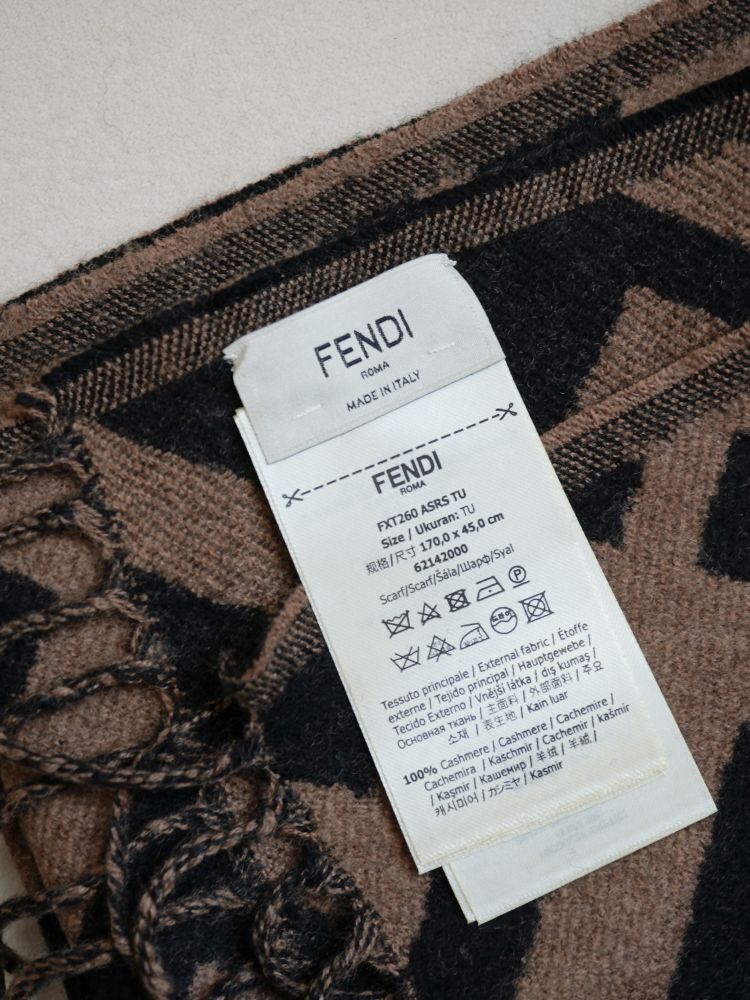 FENDI
ROMA
MADE IN ITALY
FENDI
ROMA
FXT260 ASRS TU
Size / Ukuran: TU
规格/尺寸 170,0 x 45,0 cm
62142000
Scarf/Scarf/Šála/Шарф/Syal
Tessuto principale / External fabric / Étoffe
externe / Tejido principal / Hauptgewebe /
Tecido Externo / Vnější látka / dış kumaş /
Основная ткань / 主面料 / 外部面料 / 주요
소재 / 表生地 / Kain luar
100% Cashmere / Cashmere / Cachemire /
Cachemira / Kaschmir / Cachemir / kašmír
/ Kaşmir / Кашемир / 羊绒 / 羊絨 /
캐시미어 / カシミヤ / Kasmir